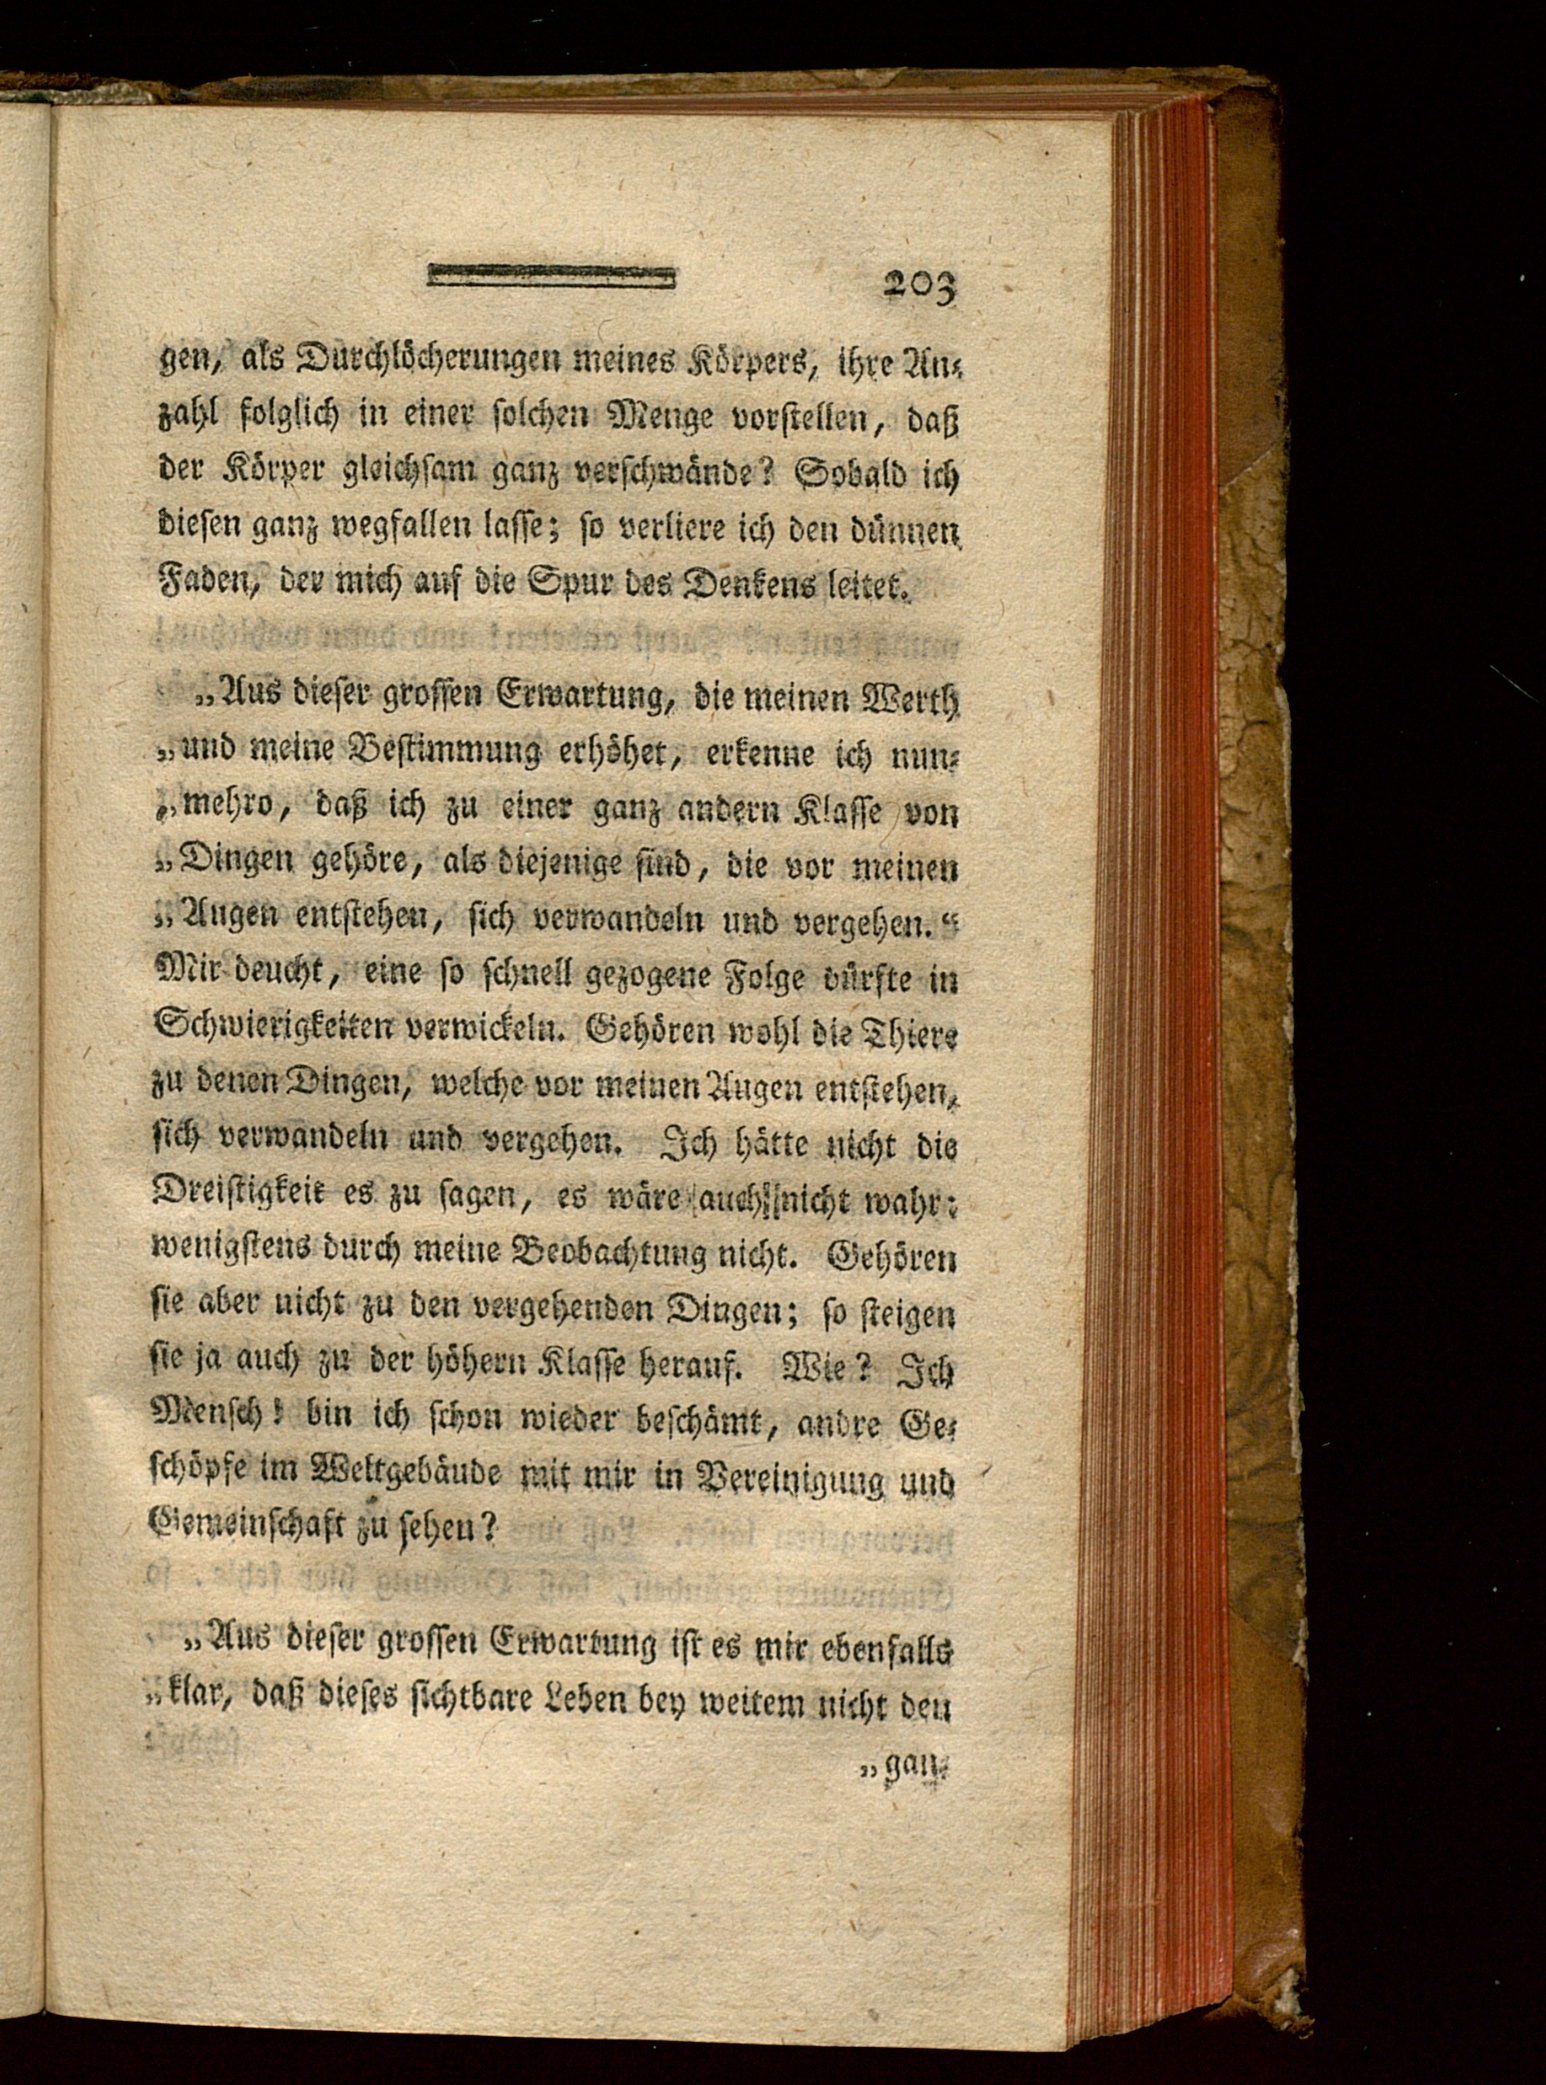 203
gen, als Durchlöcherungen meines Körpers, ihre An-
zahl folglich in einer solchen Menge vorstellen, daß
der Körper gleichsam ganz verschwände? Sobald ich
diesen ganz wegfallen lasse; so verliere ich den dünnen
Faden, der mich auf die Spur des Denkens leitet.
„Aus dieser grossen Erwartung, die meinen Werth
„und meine Bestimmung erhöhet, erkenne ich nun-
„mehro, daß ich zu einer ganz andern Klasse von
„Dingen gehöre, als diejenige sind, die vor meinen
„Augen entstehen, sich verwandeln und vergehen.“
Mir deucht, eine so schnell gezogene Folge dürfte in
Schwierigkeiten verwickeln. Gehören wohl die Thiere
zu denen Dingen, welche vor meinen Augen entstehen,
sich verwandeln und vergehen. Ich hätte nicht die
Dreistigkeit es zu sagen, es wäre auch nicht wahr:
wenigstens durch meine Beobachtung nicht. Gehören
sie aber nicht zu den vergehenden Dingen; so steigen
sie ja auch zu der höhern Klasse herauf. Wie? Ich
Mensch! bin ich schon wieder beschämt, andre Ge-
schöpfe im Weltgebäude mit mir in Vereinigung und
Gemeinschaft zu sehen?
„Aus dieser grossen Erwartung ist es mir ebenfalls
„klar, daß dieses sichtbare Leben bey weitem nicht den
„gan-